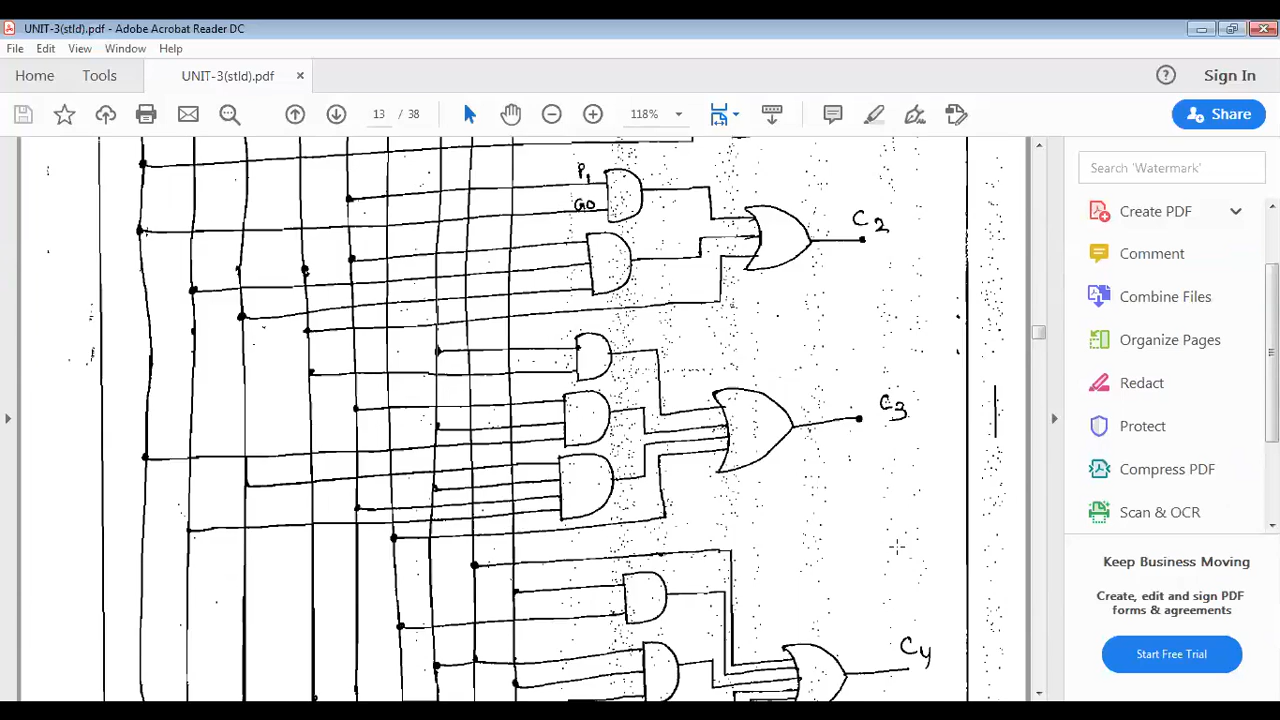 UNIT-3(stld).pdf - Adobe Acrobat Reader DC
File Edit View Window Help
Home Tools UNIT-3(stld).pdf × Sign In
13 / 38 118% Share
P1
G0
C2
C3
C4
Search 'Watermark'
Create PDF
Comment
Combine Files
Organize Pages
Redact
Protect
Compress PDF
Scan & OCR
Keep Business Moving
Create, edit and sign PDF
forms & agreements
Start Free Trial